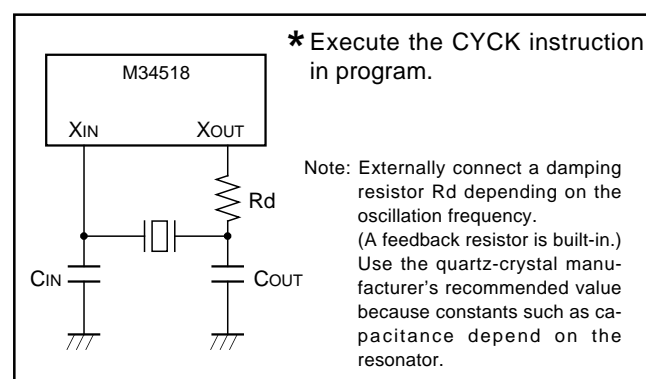 * Execute the CYCK instruction
in program.
M34518
XIN XOUT
Rd
CIN COUT
Note: Externally connect a damping
resistor Rd depending on the
oscillation frequency.
(A feedback resistor is built-in.)
Use the quartz-crystal manu-
facturer's recommended value
because constants such as ca-
pacitance depend on the
resonator.